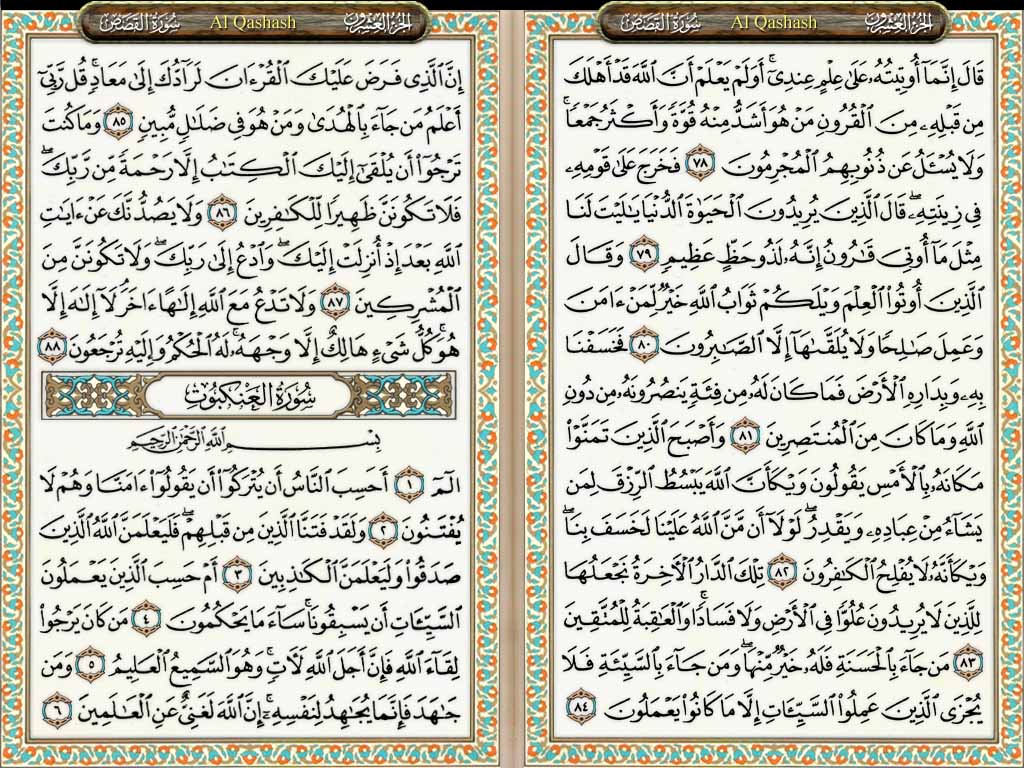 الجزء العشرون
Al Qashash
سورة القصص
قَالَ إِنَّمَآ أُوتِيتُهُۥ عَلَىٰ عِلْمٍ عِندِىٓ ۚ أَوَلَمْ يَعْلَمْ أَنَّ ٱللَّهَ قَدْ أَهْلَكَ
مِن قَبْلِهِۦ مِنَ ٱلْقُرُونِ مَنْ هُوَ أَشَدُّ مِنْهُ قُوَّةً وَأَكْثَرُ جَمْعًا ۚ
وَلَا يُسْـَٔلُ عَن ذُنُوبِهِمُ ٱلْمُجْرِمُونَ ٧٨ فَخَرَجَ عَلَىٰ قَوْمِهِۦ
فِى زِينَتِهِۦ ۖ قَالَ ٱلَّذِينَ يُرِيدُونَ ٱلْحَيَوٰةَ ٱلدُّنْيَا يَٰلَيْتَ لَنَا
مِثْلَ مَآ أُوتِىَ قَٰرُونُ إِنَّهُۥ لَذُو حَظٍّ عَظِيمٍ ٧٩ وَقَالَ
ٱلَّذِينَ أُوتُوا۟ ٱلْعِلْمَ وَيْلَكُمْ ثَوَابُ ٱللَّهِ خَيْرٌ لِّمَنْ ءَامَنَ
وَعَمِلَ صَٰلِحًا وَلَا يُلَقَّىٰهَآ إِلَّا ٱلصَّٰبِرُونَ ٨٠ فَخَسَفْنَا
بِهِۦ وَبِدَارِهِ ٱلْأَرْضَ فَمَا كَانَ لَهُۥ مِن فِئَةٍ يَنصُرُونَهُۥ مِن دُونِ
ٱللَّهِ وَمَا كَانَ مِنَ ٱلْمُنتَصِرِينَ ٨١ وَأَصْبَحَ ٱلَّذِينَ تَمَنَّوْا۟
مَكَانَهُۥ بِٱلْأَمْسِ يَقُولُونَ وَيْكَأَنَّ ٱللَّهَ يَبْسُطُ ٱلرِّزْقَ لِمَن
يَشَآءُ مِنْ عِبَادِهِۦ وَيَقْدِرُ ۖ لَوْلَآ أَن مَّنَّ ٱللَّهُ عَلَيْنَا لَخَسَفَ بِنَا ۖ
وَيْكَأَنَّهُۥ لَا يُفْلِحُ ٱلْكَٰفِرُونَ ٨٢ تِلْكَ ٱلدَّارُ ٱلْءَاخِرَةُ نَجْعَلُهَا
لِلَّذِينَ لَا يُرِيدُونَ عُلُوًّا فِى ٱلْأَرْضِ وَلَا فَسَادًا ۚ وَٱلْعَٰقِبَةُ لِلْمُتَّقِينَ
٨٣ مَن جَآءَ بِٱلْحَسَنَةِ فَلَهُۥ خَيْرٌ مِّنْهَا ۖ وَمَن جَآءَ بِٱلسَّيِّئَةِ فَلَا
يُجْزَى ٱلَّذِينَ عَمِلُوا۟ ٱلسَّيِّـَٔاتِ إِلَّا مَا كَانُوا۟ يَعْمَلُونَ ٨٤
الجزء العشرون
Al Qashash
سورة القصص
إِنَّ ٱلَّذِى فَرَضَ عَلَيْكَ ٱلْقُرْءَانَ لَرَآدُّكَ إِلَىٰ مَعَادٍ ۚ قُل رَّبِّىٓ
أَعْلَمُ مَن جَآءَ بِٱلْهُدَىٰ وَمَنْ هُوَ فِى ضَلَٰلٍ مُّبِينٍ ٨٥ وَمَا كُنتَ
تَرْجُوٓا۟ أَن يُلْقَىٰٓ إِلَيْكَ ٱلْكِتَٰبُ إِلَّا رَحْمَةً مِّن رَّبِّكَ ۖ
فَلَا تَكُونَنَّ ظَهِيرًا لِّلْكَٰفِرِينَ ٨٦ وَلَا يَصُدُّنَّكَ عَنْ ءَايَٰتِ
ٱللَّهِ بَعْدَ إِذْ أُنزِلَتْ إِلَيْكَ ۖ وَٱدْعُ إِلَىٰ رَبِّكَ ۖ وَلَا تَكُونَنَّ مِنَ
ٱلْمُشْرِكِينَ ٨٧ وَلَا تَدْعُ مَعَ ٱللَّهِ إِلَٰهًا ءَاخَرَ ۘ لَآ إِلَٰهَ إِلَّا
هُوَ ۚ كُلُّ شَىْءٍ هَالِكٌ إِلَّا وَجْهَهُۥ ۚ لَهُ ٱلْحُكْمُ وَإِلَيْهِ تُرْجَعُونَ ٨٨
سورة العنكبوت
بِسْمِ ٱللَّهِ ٱلرَّحْمَٰنِ ٱلرَّحِيمِ
الٓمٓ ١ أَحَسِبَ ٱلنَّاسُ أَن يُتْرَكُوٓا۟ أَن يَقُولُوٓا۟ ءَامَنَّا وَهُمْ لَا
يُفْتَنُونَ ٢ وَلَقَدْ فَتَنَّا ٱلَّذِينَ مِن قَبْلِهِمْ ۖ فَلَيَعْلَمَنَّ ٱللَّهُ ٱلَّذِينَ
صَدَقُوا۟ وَلَيَعْلَمَنَّ ٱلْكَٰذِبِينَ ٣ أَمْ حَسِبَ ٱلَّذِينَ يَعْمَلُونَ
ٱلسَّيِّـَٔاتِ أَن يَسْبِقُونَا ۚ سَآءَ مَا يَحْكُمُونَ ٤ مَن كَانَ يَرْجُوا۟
لِقَآءَ ٱللَّهِ فَإِنَّ أَجَلَ ٱللَّهِ لَءَاتٍ ۚ وَهُوَ ٱلسَّمِيعُ ٱلْعَلِيمُ ٥ وَمَن
جَٰهَدَ فَإِنَّمَا يُجَٰهِدُ لِنَفْسِهِۦٓ ۚ إِنَّ ٱللَّهَ لَغَنِىٌّ عَنِ ٱلْعَٰلَمِينَ ٦